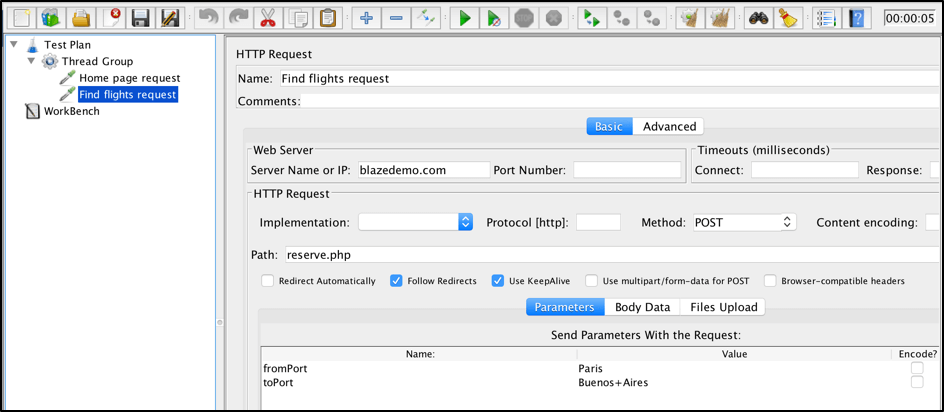 00:00:05
Test Plan
Thread Group
Home page request
Find flights request
WorkBench
HTTP Request
Name: Find flights request
Comments:
Basic Advanced
Web Server Timeouts (milliseconds)
Server Name or IP: blazedemo.com Port Number: Connect: Response:
HTTP Request
Implementation: Protocol [http]: Method: POST Content encoding:
Path: reserve.php
Redirect Automatically Follow Redirects Use KeepAlive Use multipart/form-data for POST Browser-compatible headers
Parameters Body Data Files Upload
Send Parameters With the Request:
Name: Value Encode?
fromPort Paris
toPort Buenos+Aires